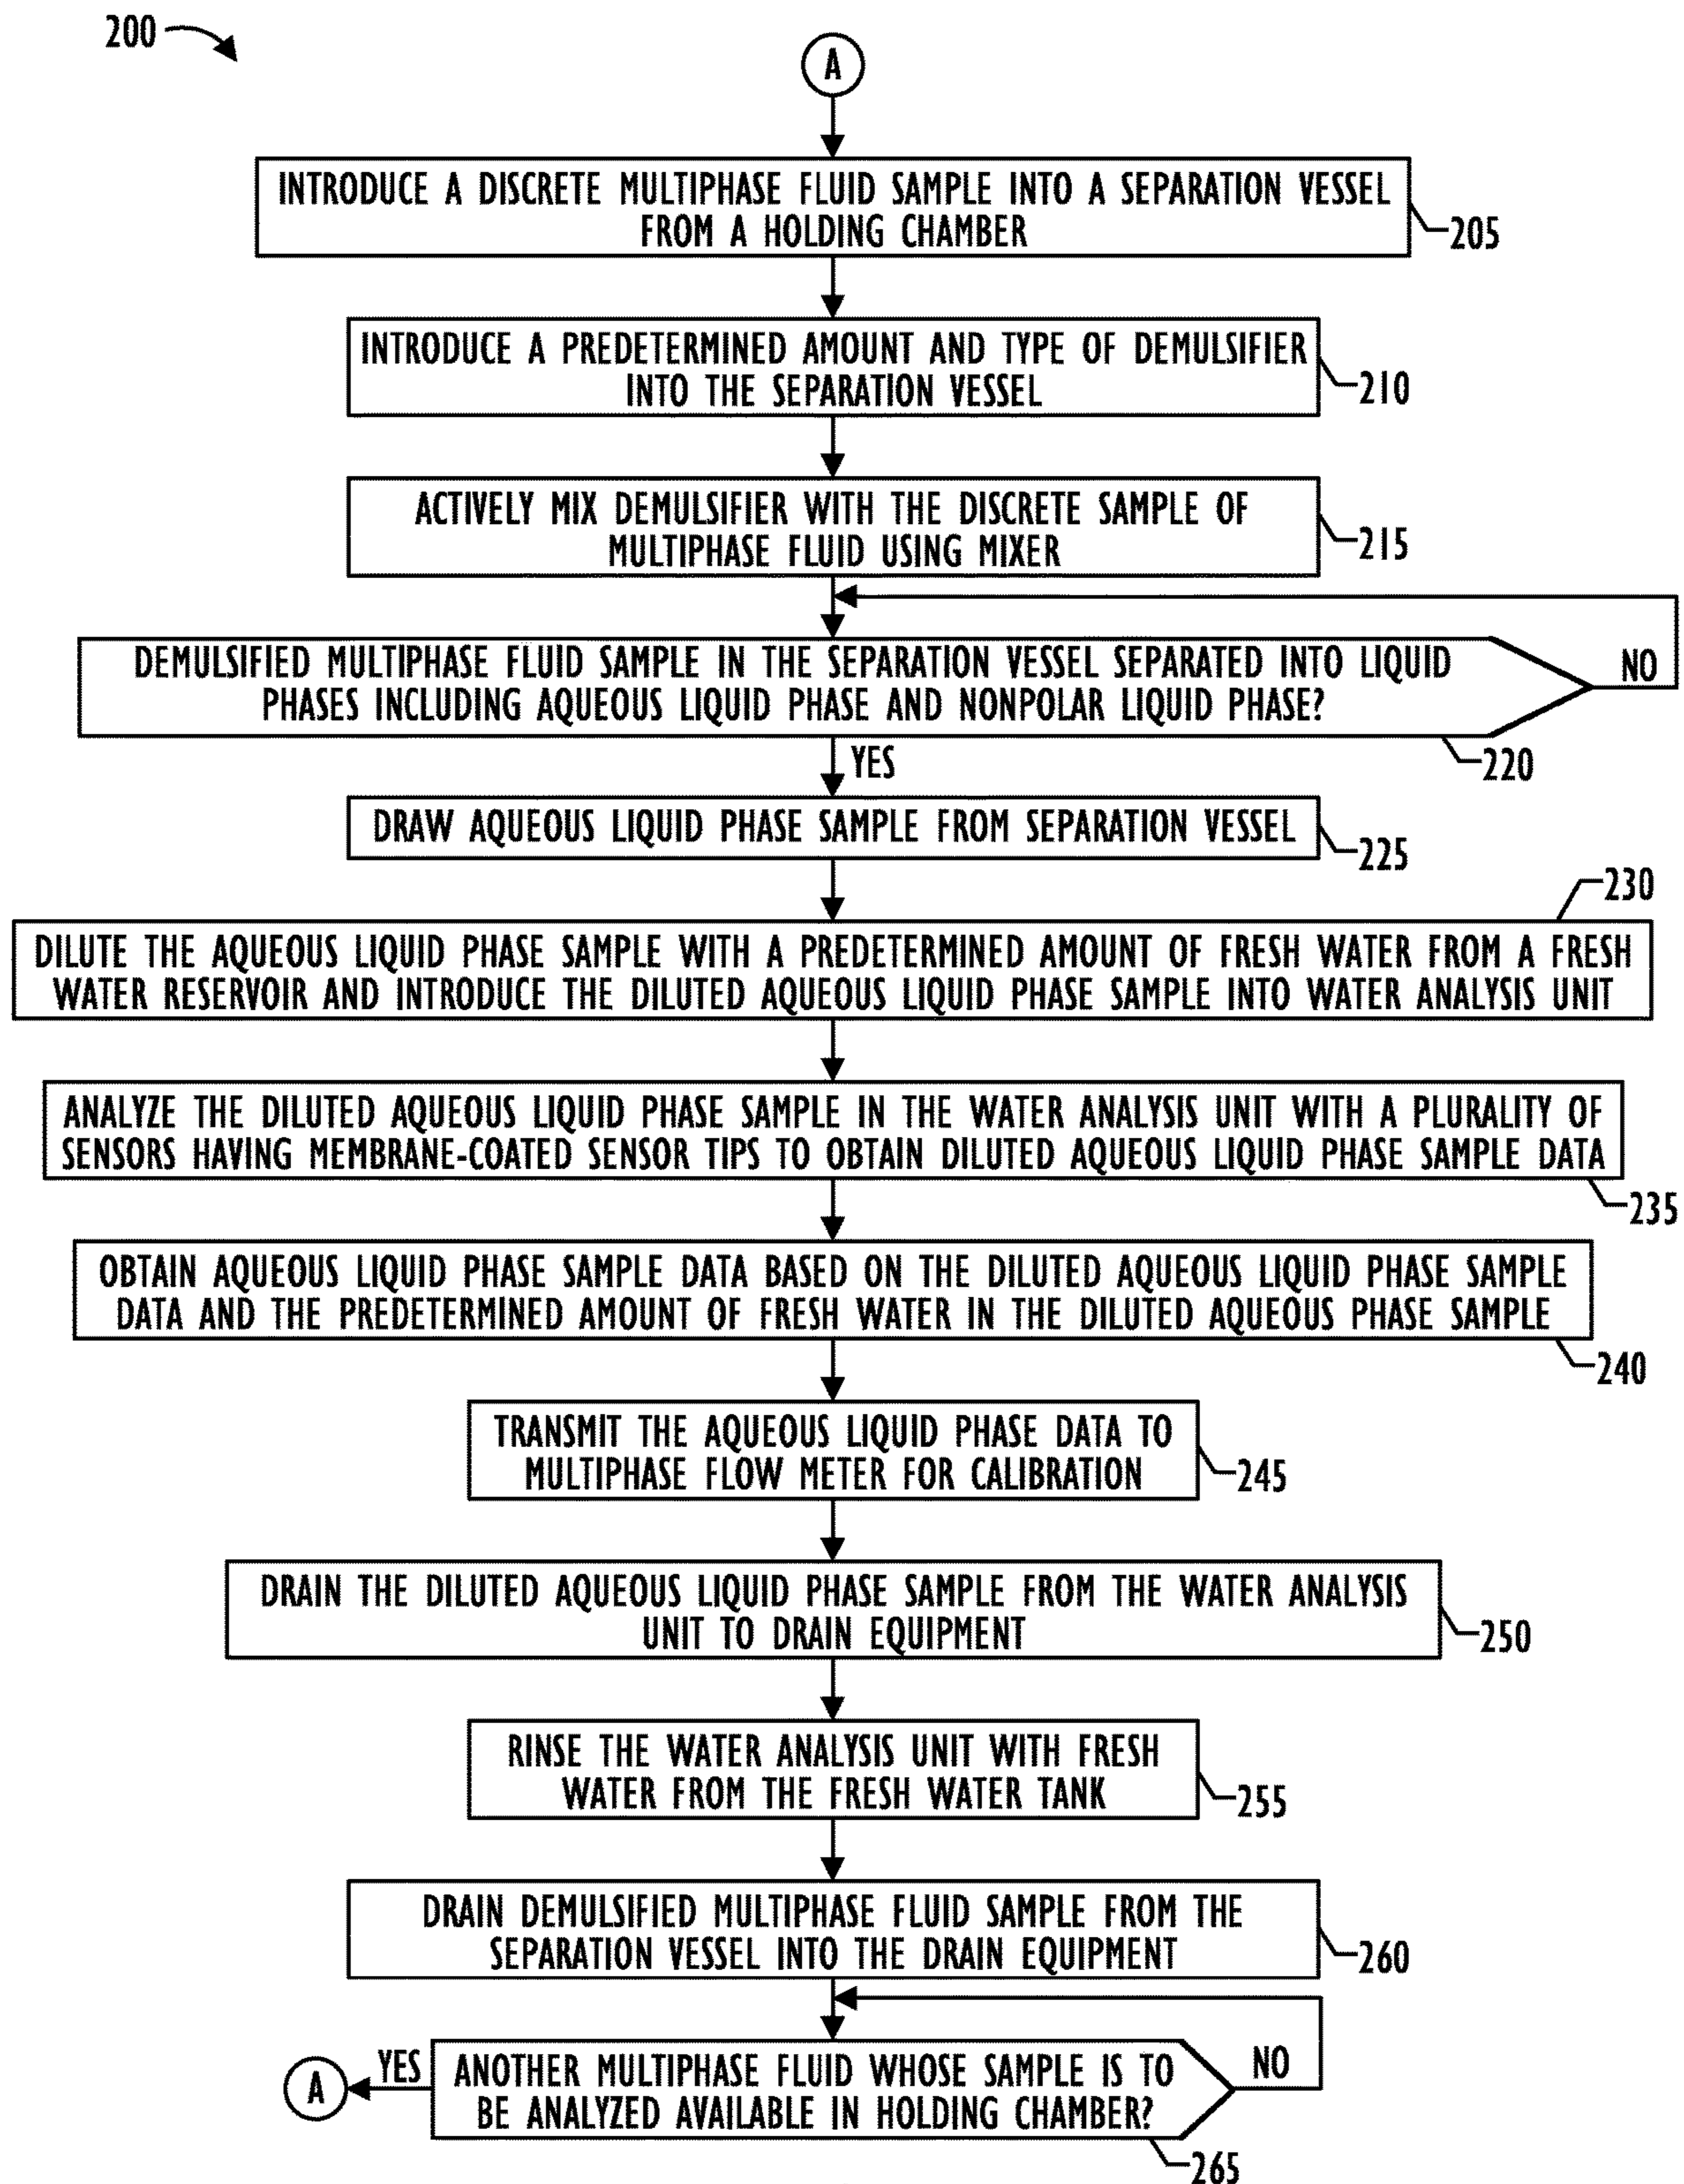 200
A
INTRODUCE A DISCRETE MULTIPHASE FLUID SAMPLE INTO A SEPARATION VESSEL
FROM A HOLDING CHAMBER
205
INTRODUCE A PREDETERMINED AMOUNT AND TYPE OF DEMULSIFIER
INTO THE SEPARATION VESSEL
210
ACTIVELY MIX DEMULSIFIER WITH THE DISCRETE SAMPLE OF
MULTIPHASE FLUID USING MIXER
215
DEMULSIFIED MULTIPHASE FLUID SAMPLE IN THE SEPARATION VESSEL SEPARATED INTO LIQUID
PHASES INCLUDING AQUEOUS LIQUID PHASE AND NONPOLAR LIQUID PHASE?
NO
220
YES
DRAW AQUEOUS LIQUID PHASE SAMPLE FROM SEPARATION VESSEL
225
230
DILUTE THE AQUEOUS LIQUID PHASE SAMPLE WITH A PREDETERMINED AMOUNT OF FRESH WATER FROM A FRESH
WATER RESERVOIR AND INTRODUCE THE DILUTED AQUEOUS LIQUID PHASE SAMPLE INTO WATER ANALYSIS UNIT
ANALYZE THE DILUTED AQUEOUS LIQUID PHASE SAMPLE IN THE WATER ANALYSIS UNIT WITH A PLURALITY OF
SENSORS HAVING MEMBRANE-COATED SENSOR TIPS TO OBTAIN DILUTED AQUEOUS LIQUID PHASE SAMPLE DATA
235
OBTAIN AQUEOUS LIQUID PHASE SAMPLE DATA BASED ON THE DILUTED AQUEOUS LIQUID PHASE SAMPLE
DATA AND THE PREDETERMINED AMOUNT OF FRESH WATER IN THE DILUTED AQUEOUS PHASE SAMPLE
240
TRANSMIT THE AQUEOUS LIQUID PHASE DATA TO
MULTIPHASE FLOW METER FOR CALIBRATION
245
DRAIN THE DILUTED AQUEOUS LIQUID PHASE SAMPLE FROM THE WATER ANALYSIS
UNIT TO DRAIN EQUIPMENT
250
RINSE THE WATER ANALYSIS UNIT WITH FRESH
WATER FROM THE FRESH WATER TANK
255
DRAIN DEMULSIFIED MULTIPHASE FLUID SAMPLE FROM THE
SEPARATION VESSEL INTO THE DRAIN EQUIPMENT
260
A
YES
ANOTHER MULTIPHASE FLUID WHOSE SAMPLE IS TO
BE ANALYZED AVAILABLE IN HOLDING CHAMBER?
NO
265